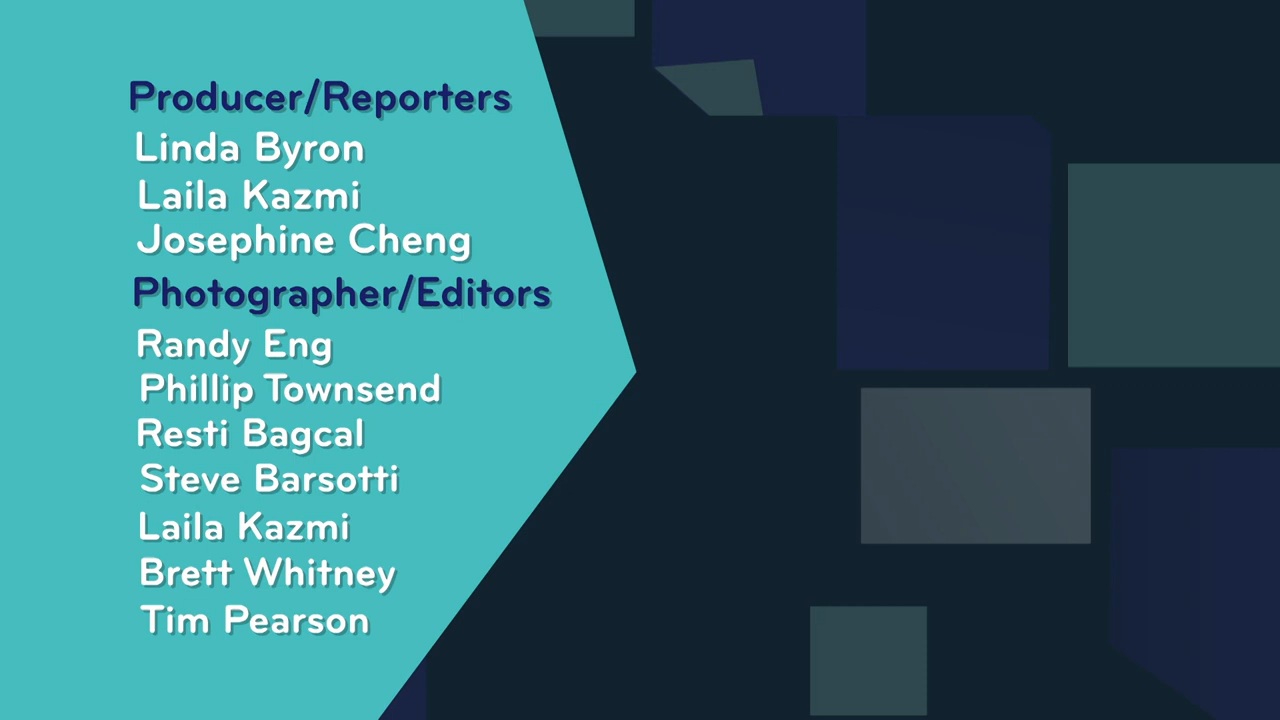 Producer/Reporters
Linda Byron
Laila Kazmi
Josephine Cheng
Photographer/Editors
Randy Eng
Phillip Townsend
Resti Bagcal
Steve Barsotti
Laila Kazmi
Brett Whitney
Tim Pearson